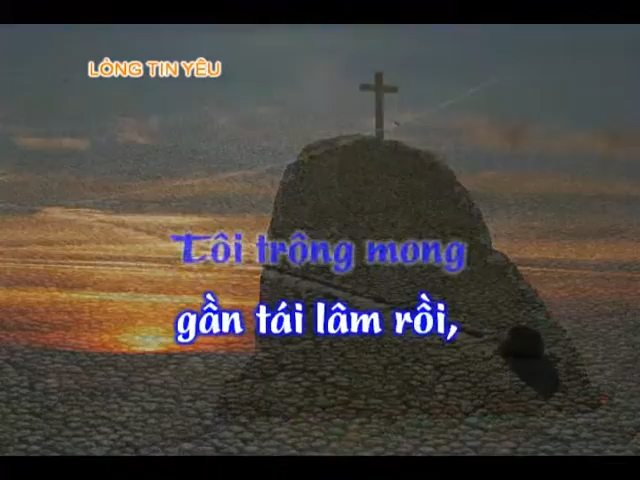 LÒNG TIN YÊU
Tôi trông mong
gần tái lâm rồi,